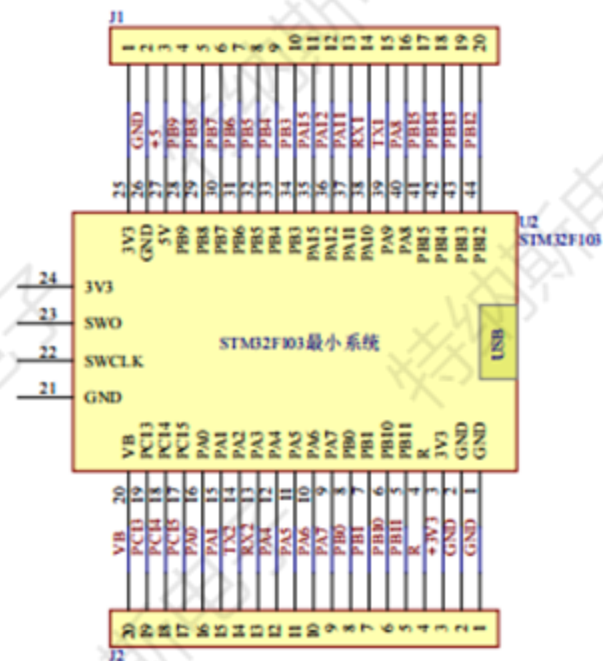 J1
1 2 3 4 5 6 7 8 9 10 11 12 13 14 15 16 17 18 19 20
GND +5 PB9 PB8 PB7 PB6 PB5 PB4 PB3 PA15 PA12 PA11 RX1 TX1 PA8 PB15 PB14 PB13 PB12
25 26 27 28 29 30 31 32 33 34 35 36 37 38 39 40 41 42 43 44
3V3 GND 5V PB9 PB8 PB7 PB6 PB5 PB4 PB3 PA15 PA12 PA11 PA10 PA9 PA8 PB15 PB14 PB13 PB12
U2
STM32F103
24 3V3
23 SWO
22 SWCLK
21 GND
STM32F103最小系统
USB
VB PC13 PC14 PC15 PA0 PA1 PA2 PA3 PA4 PA5 PA6 PA7 PB0 PB1 PB10 PB11 R 3V3 GND GND
20 19 18 17 16 15 14 13 12 11 10 9 8 7 6 5 4 3 2 1
VB PC13 PC14 PC15 PA0 PA1 TX2 RX2 PA4 PA5 PA6 PA7 PB0 PB1 PB10 PB11 R +3V3 GND GND
20 19 18 17 16 15 14 13 12 11 10 9 8 7 6 5 4 3 2 1
J2
特纳斯电子